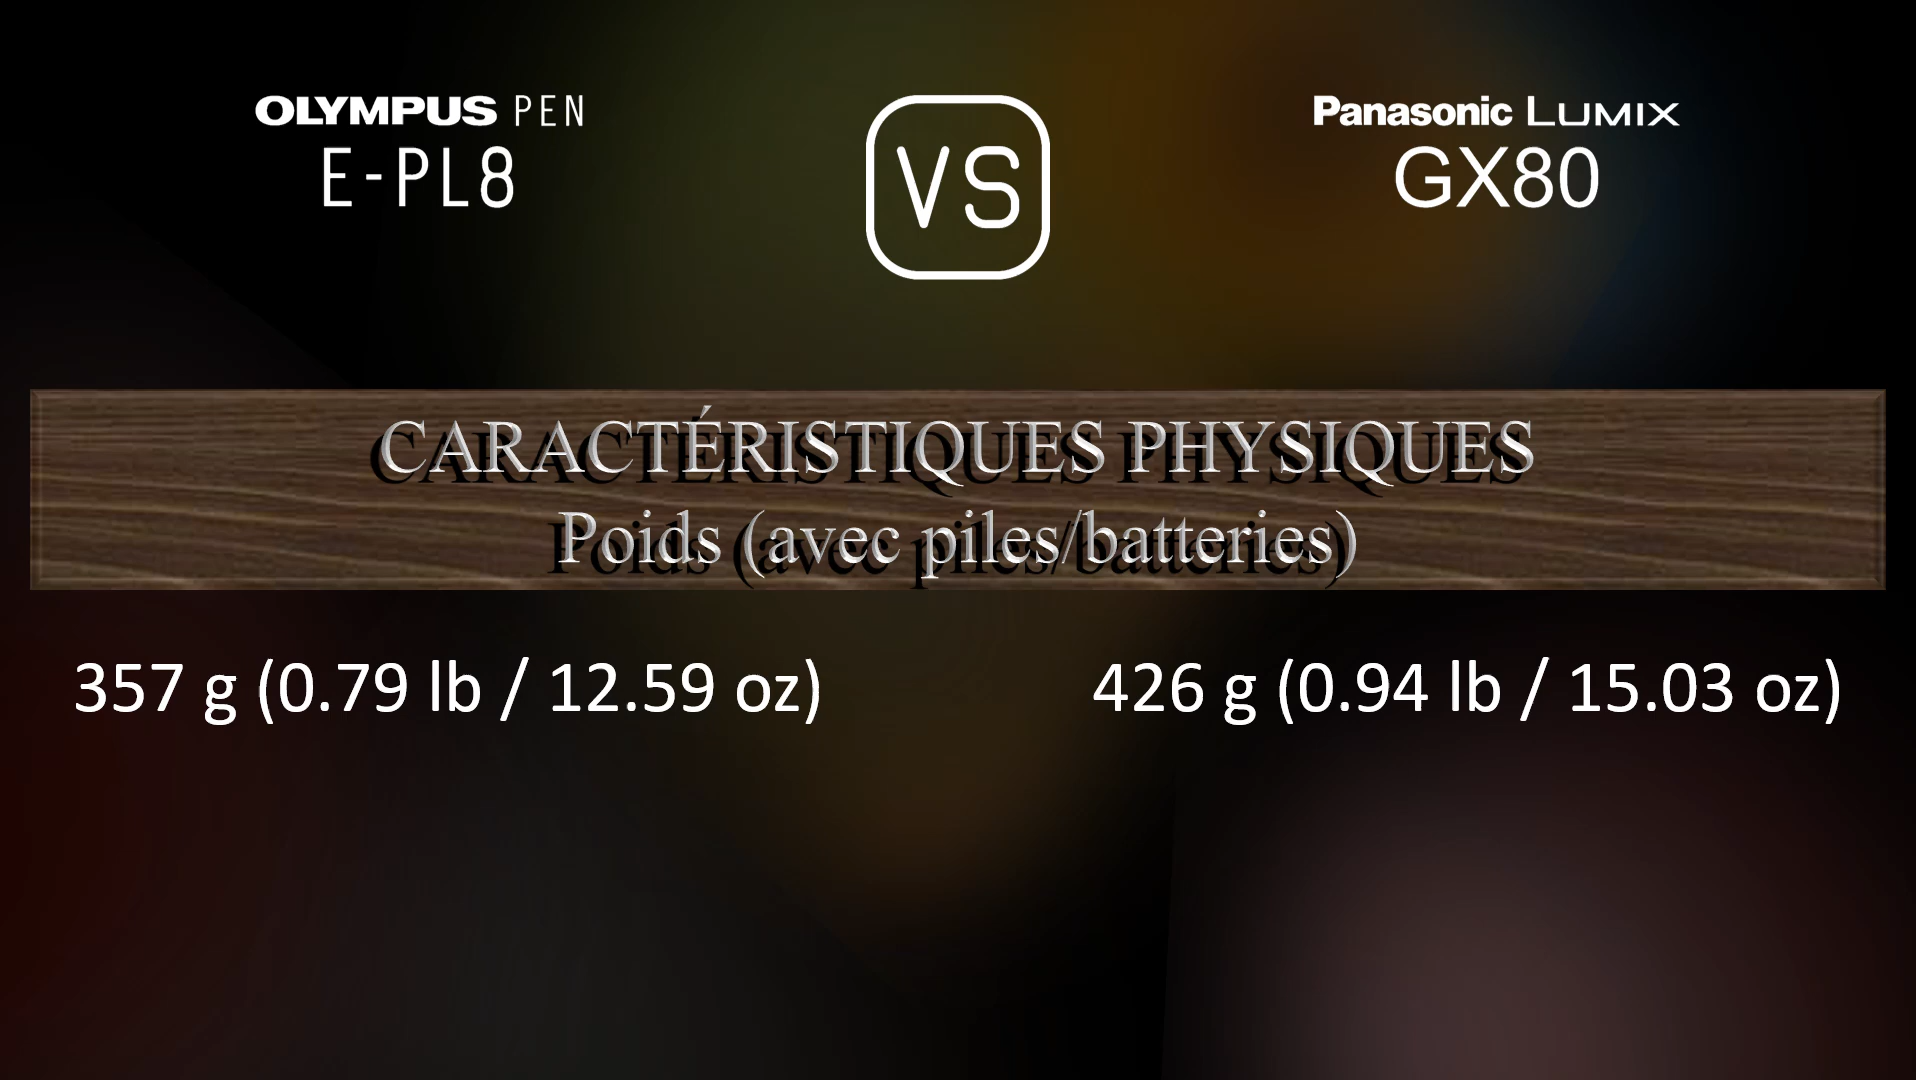 OLYMPUS PEN
E-PL8
VS
Panasonic LUMIX
GX80
CARACTÉRISTIQUES PHYSIQUES
Poids (avec piles/batteries)
357 g (0.79 lb / 12.59 oz)
426 g (0.94 lb / 15.03 oz)